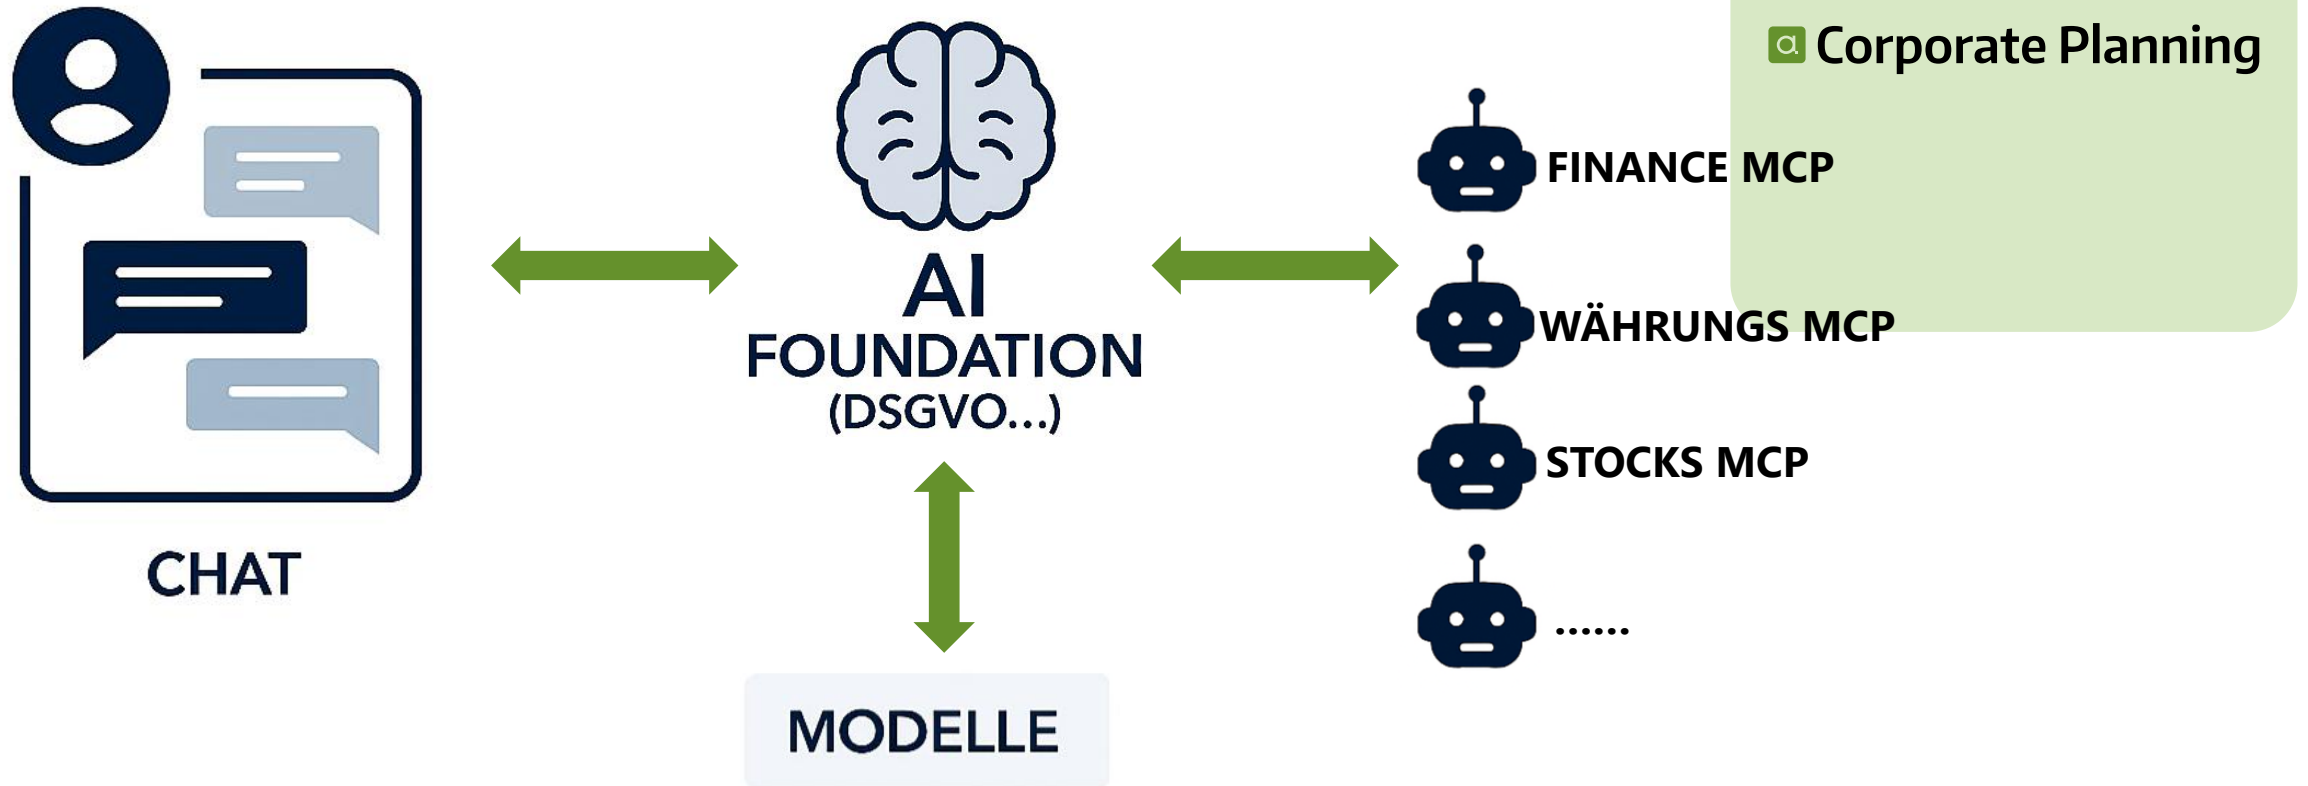 Corporate Planning
FINANCE MCP
WÄHRUNGS MCP
STOCKS MCP
......
AI
FOUNDATION
(DSGVO...)
CHAT
MODELLE